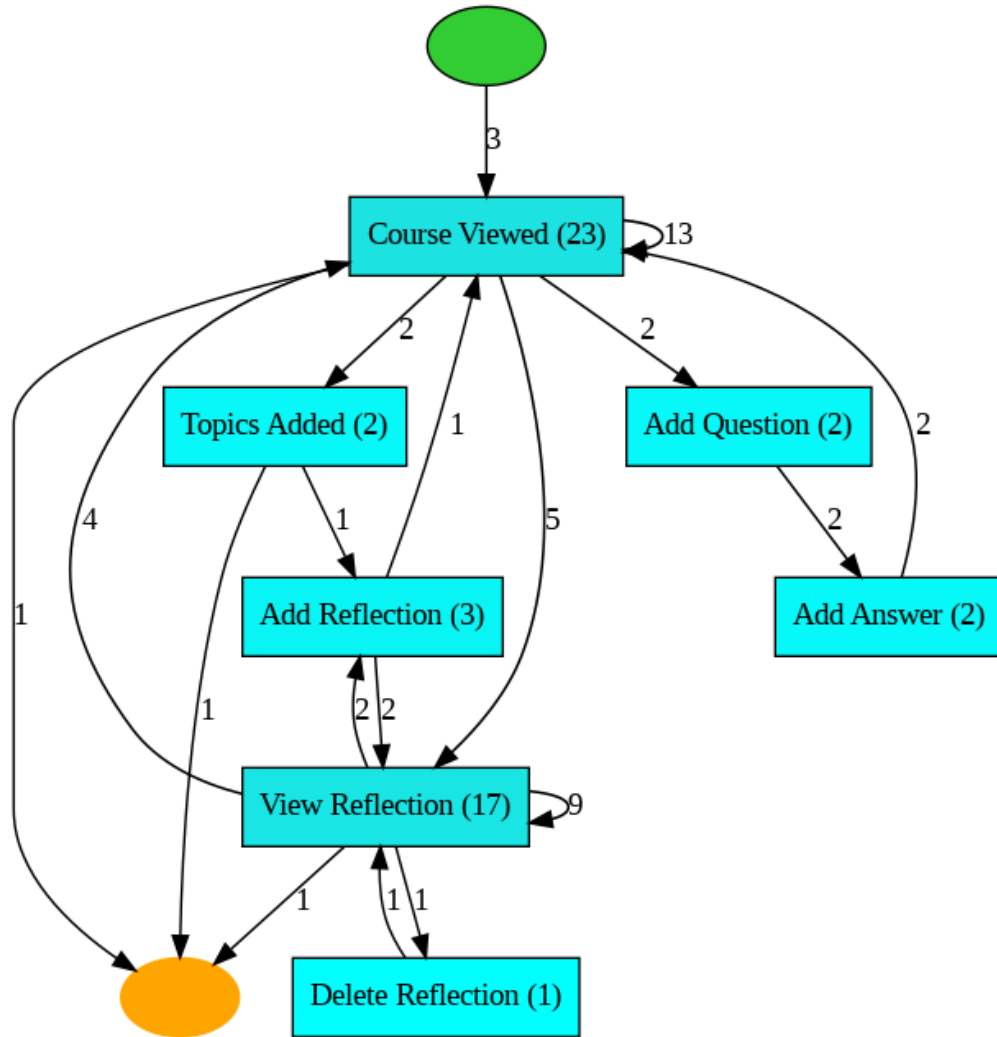 3
Course Viewed (23)
13
2
2
Topics Added (2)
1
Add Question (2)
2
4
1
5
2
1
Add Reflection (3)
Add Answer (2)
1
2
2
View Reflection (17)
9
1
1
1
Delete Reflection (1)